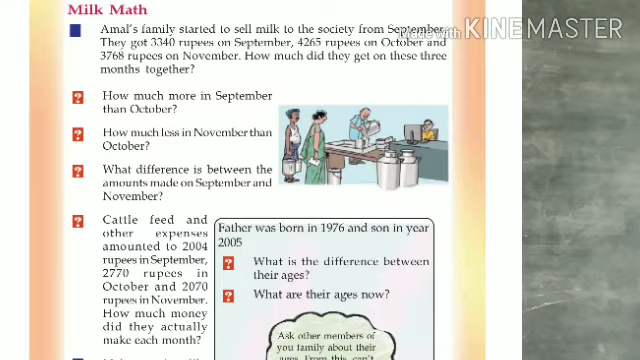 Milk Math
Amal's family started to sell milk to the society from September.
They got 3340 rupees on September, 4265 rupees on October and
3768 rupees on November. How much did they get on these three
months together?
? How much more in September
than October?
? How much less in November than
October?
? What difference is between the
amounts made on September and
November?
? Cattle feed and
other expenses
amounted to 2004
rupees in September,
2770 rupees in
October and 2070
rupees in November.
How much money
did they actually
make each month?
Father was born in 1976 and son in year
2005
? What is the difference between
their ages?
? What are their ages now?
Ask other members of
you family about their
ages. From this, can't
Made with KINEMASTER